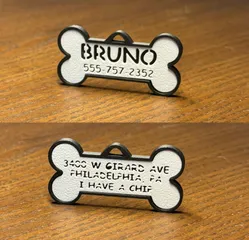 BRUNO
555-757-2352
3400 W GIRARD AVE
PHILADELPHIA, PA
I HAVE A CHIP